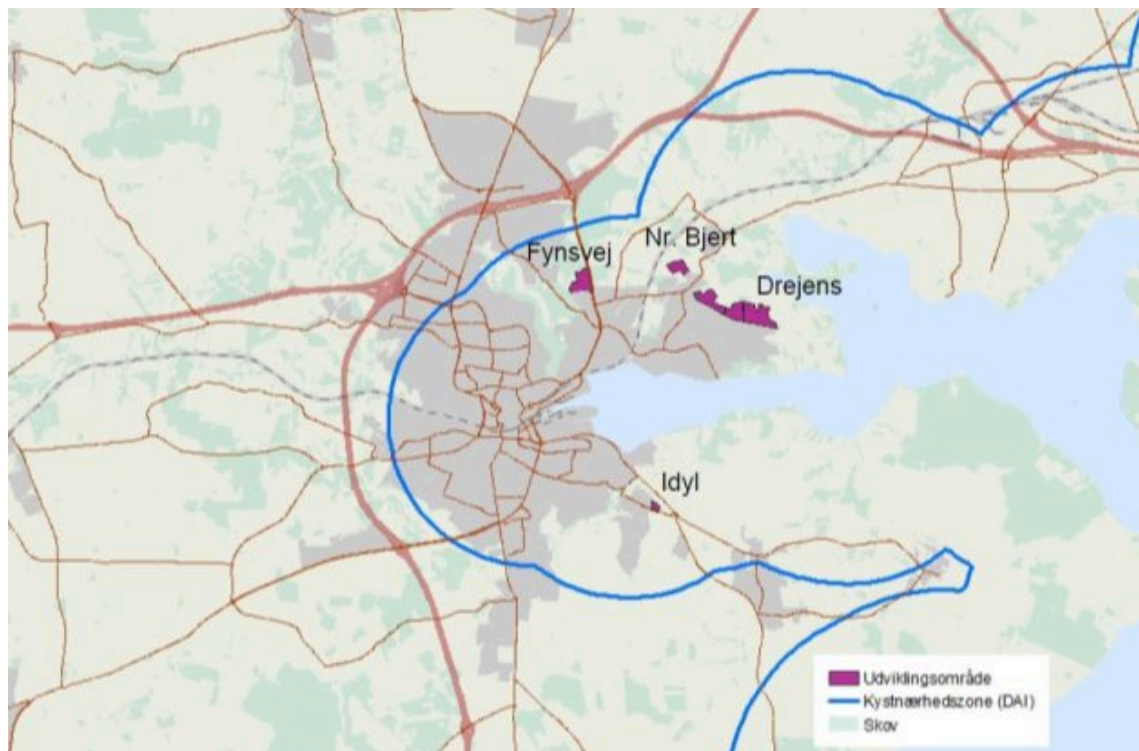 Nr. Bjert
Fynsvej
Drejens
Idyl
Udviklingsområde
Kystnærhedszone (DAI)
Skov